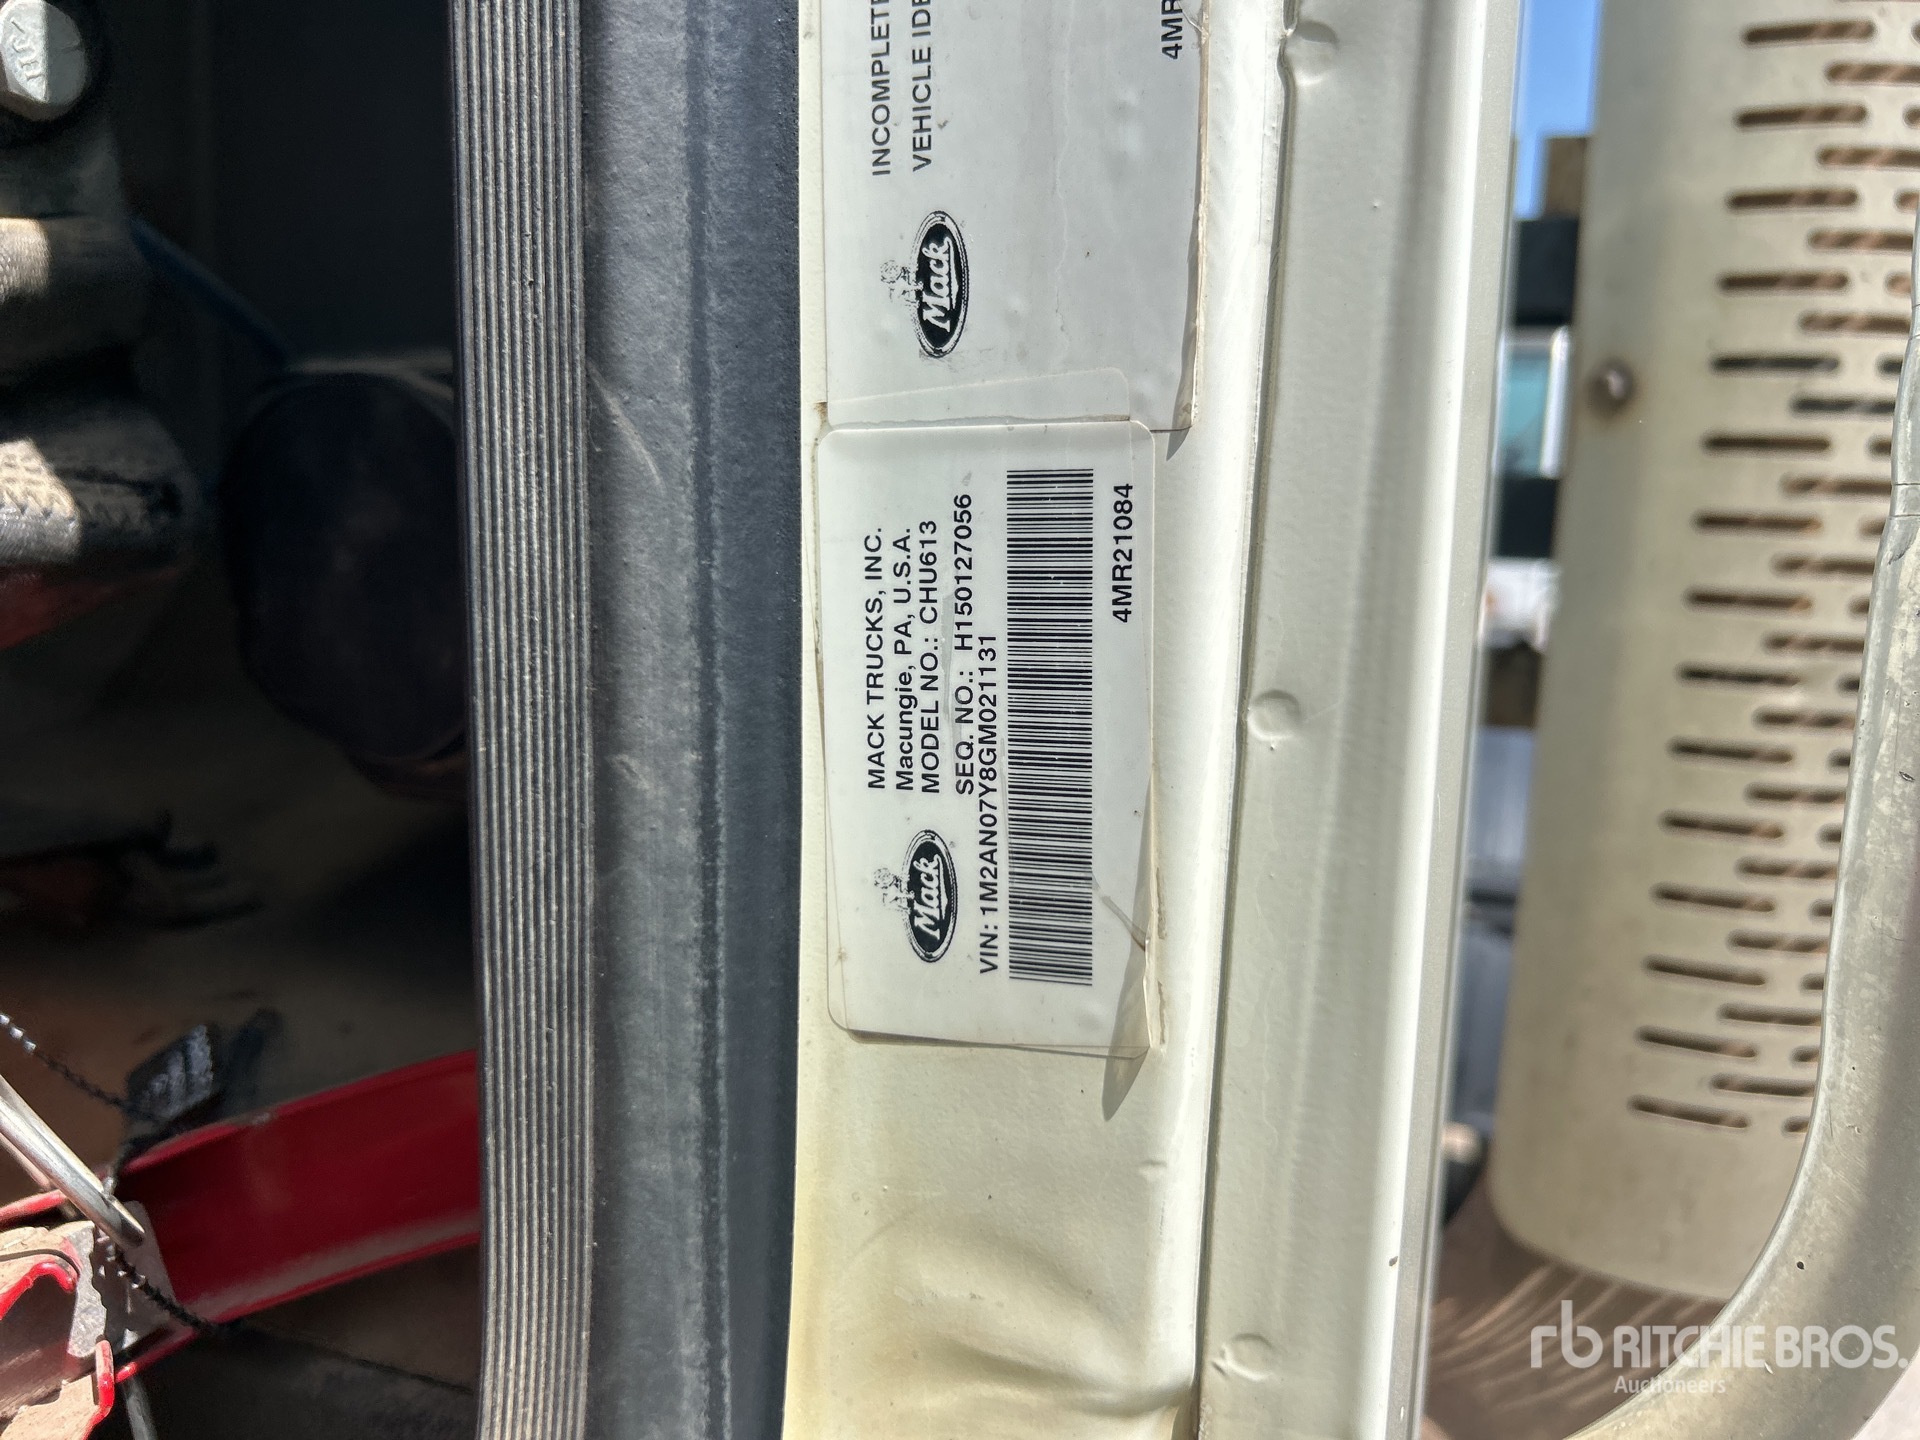 INCOMPLETE
VEHICLE IDE
4MR
Mack
MACK TRUCKS, INC.
Macungie, PA, U.S.A.
MODEL NO.: CHU613
SEQ. NO.: H150127056
VIN: 1M2AN07Y8GM021131
4MR21084
Mack
rb RITCHIE BROS.
Auctioneers